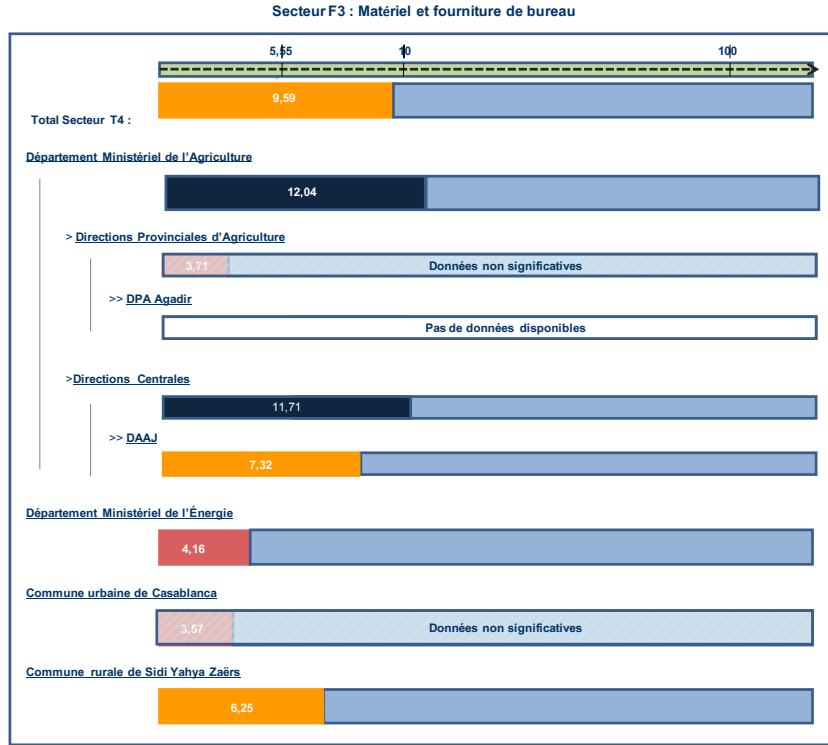 Secteur F3 : Matériel et fourniture de bureau
5,55 10 100
9,59
Total Secteur T4 :
Département Ministériel de l'Agriculture
12,04
> Directions Provinciales d'Agriculture
3,71 Données non significatives
>> DPA Agadir
Pas de données disponibles
>Directions Centrales
11,71
>> DAAJ
7,32
Département Ministériel de l'Énergie
4,16
Commune urbaine de Casablanca
3,57 Données non significatives
Commune rurale de Sidi Yahya Zaërs
6,25